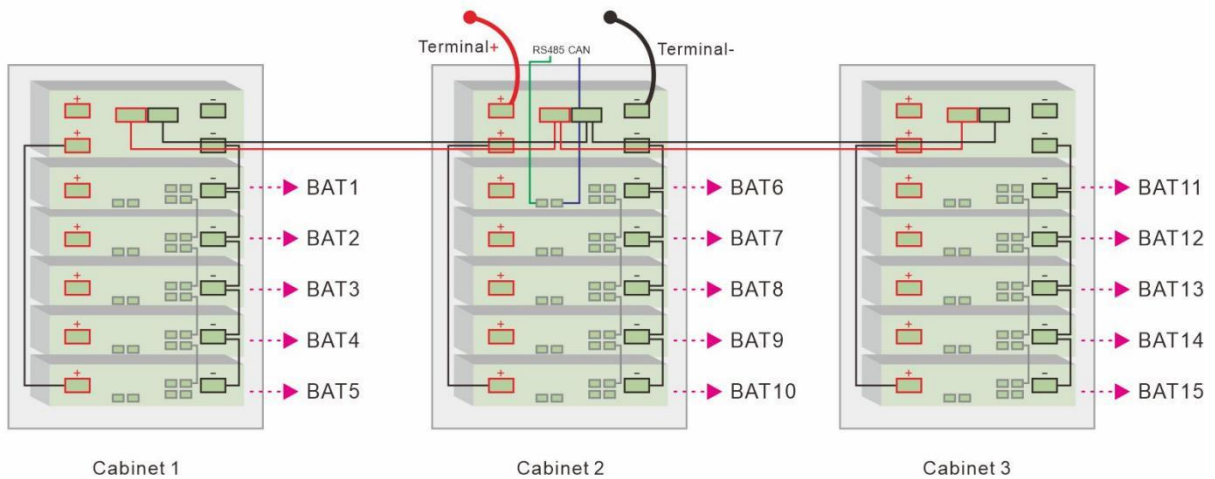 Terminal+
RS485 CAN
Terminal-
+ -
+ -
+ -
+ -
+ -
+ -
+ -
BAT1
BAT2
BAT3
BAT4
BAT5
+ -
+ -
+ -
+ -
+ -
+ -
+ -
BAT6
BAT7
BAT8
BAT9
BAT10
+ -
+ -
+ -
+ -
+ -
+ -
+ -
BAT11
BAT12
BAT13
BAT14
BAT15
Cabinet 1
Cabinet 2
Cabinet 3